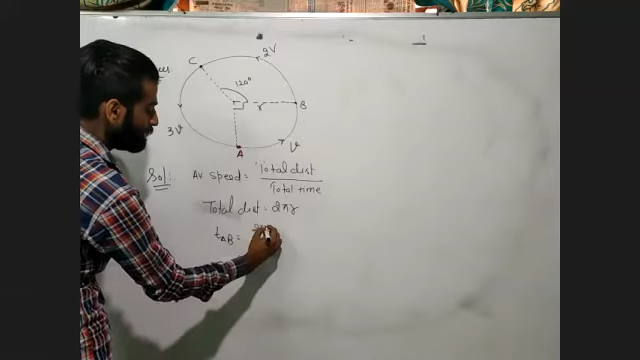 C
2V
120°
r
B
3V
A
V
Sol:
Av speed = Total dist
Total time
Total dist = 2πr
tAB =